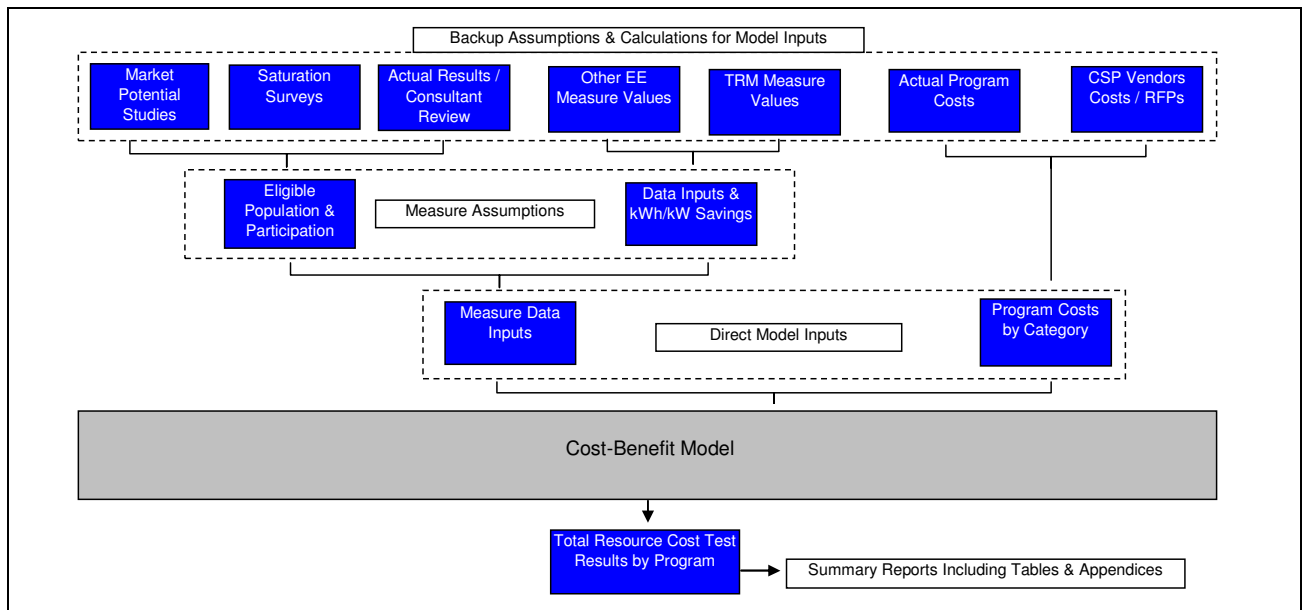 Backup Assumptions & Calculations for Model Inputs
Market
Potential
Studies
Saturation
Surveys
Actual Results /
Consultant
Review
Other EE
Measure Values
TRM Measure
Values
Actual Program
Costs
CSP Vendors
Costs / RFPs
Eligible
Population &
Participation
Measure Assumptions
Data Inputs &
kWh/kW Savings
Measure Data
Inputs
Direct Model Inputs
Program Costs
by Category
Cost-Benefit Model
Total Resource Cost Test
Results by Program
Summary Reports Including Tables & Appendices